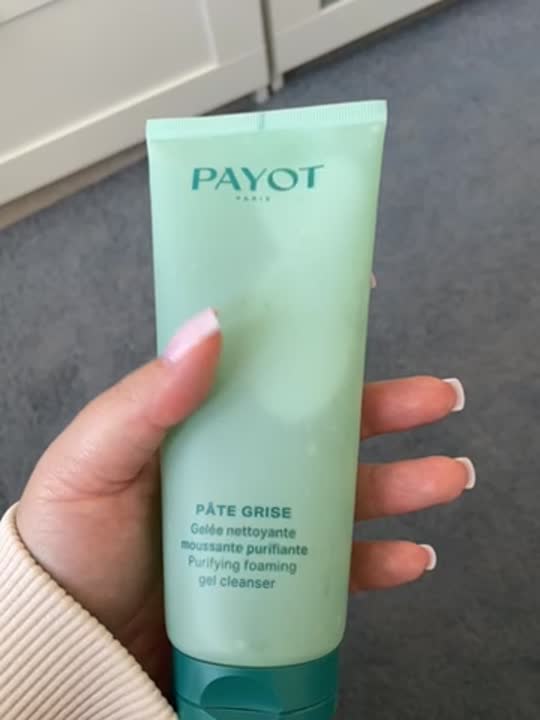 PAYOT
PARIS
PÂTE GRISE
Gelée nettoyante
moussante purifiante
Purifying foaming
gel cleanser